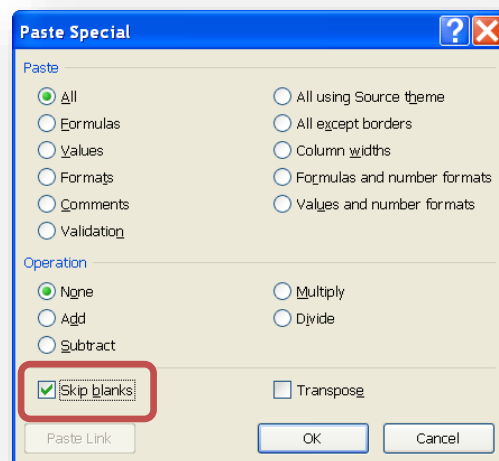 Paste Special
Paste
All
All using Source theme
Formulas
All except borders
Values
Column widths
Formats
Formulas and number formats
Comments
Values and number formats
Validation
Operation
None
Multiply
Add
Divide
Subtract
Skip blanks
Transpose
Paste Link
OK
Cancel